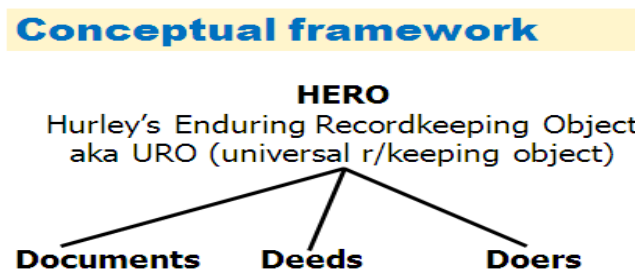 Conceptual framework
HERO
Hurley's Enduring Recordkeeping Object
aka URO (universal r/keeping object)
Documents Deeds Doers